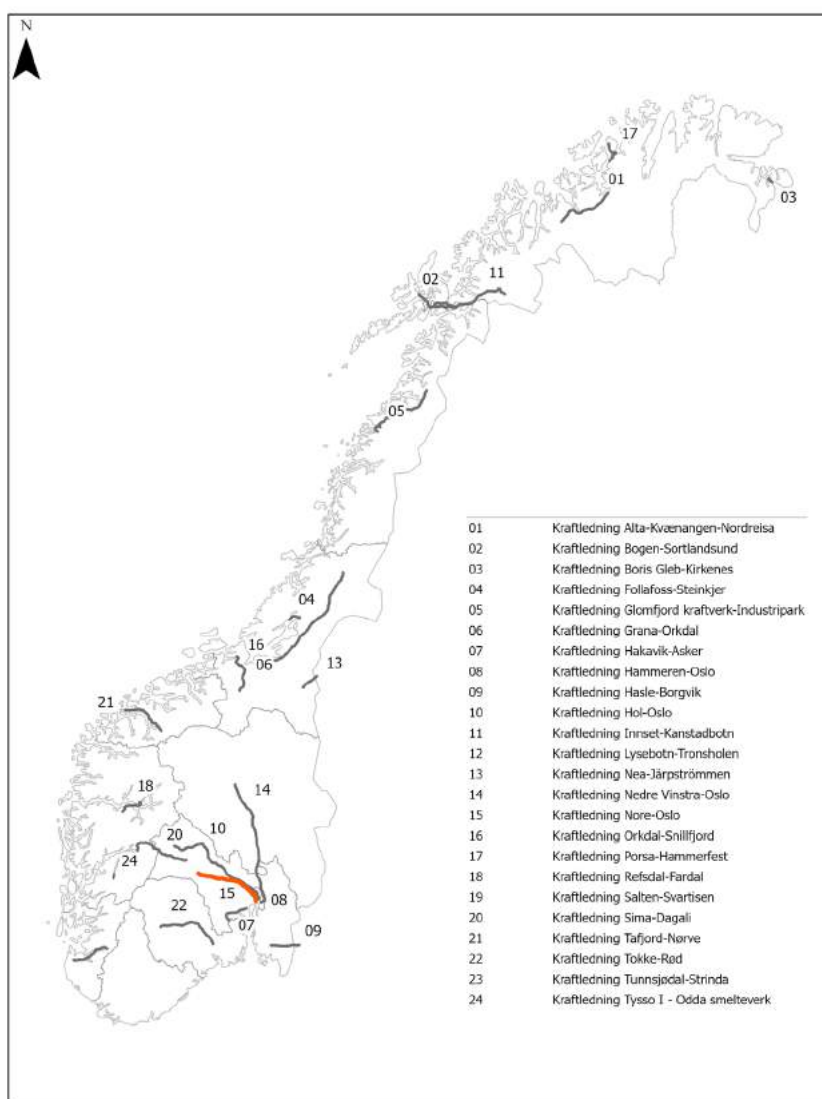 N
17
01
03
02
11
05
04
16
06
13
21
18
14
20
10
24
15
08
22
07
09
01 Kraftledning Alta-Kvænangen-Nordreisa
02 Kraftledning Bogen-Sortlandsund
03 Kraftledning Boris Gleb-Kirkenes
04 Kraftledning Follafoss-Steinkjer
05 Kraftledning Glomfjord kraftverk-Industripark
06 Kraftledning Grana-Orkdal
07 Kraftledning Hakavik-Asker
08 Kraftledning Hammeren-Oslo
09 Kraftledning Hasle-Borgvik
10 Kraftledning Hol-Oslo
11 Kraftledning Innset-Kanstadbotn
12 Kraftledning Lysebotn-Tronsholen
13 Kraftledning Nea-Järpströmmen
14 Kraftledning Nedre Vinstra-Oslo
15 Kraftledning Nore-Oslo
16 Kraftledning Orkdal-Snillfjord
17 Kraftledning Porsa-Hammerfest
18 Kraftledning Refsdal-Fardal
19 Kraftledning Salten-Svartisen
20 Kraftledning Sima-Dagali
21 Kraftledning Tafjord-Nørve
22 Kraftledning Tokke-Rød
23 Kraftledning Tunnsjødal-Strinda
24 Kraftledning Tysso I - Odda smelteverk